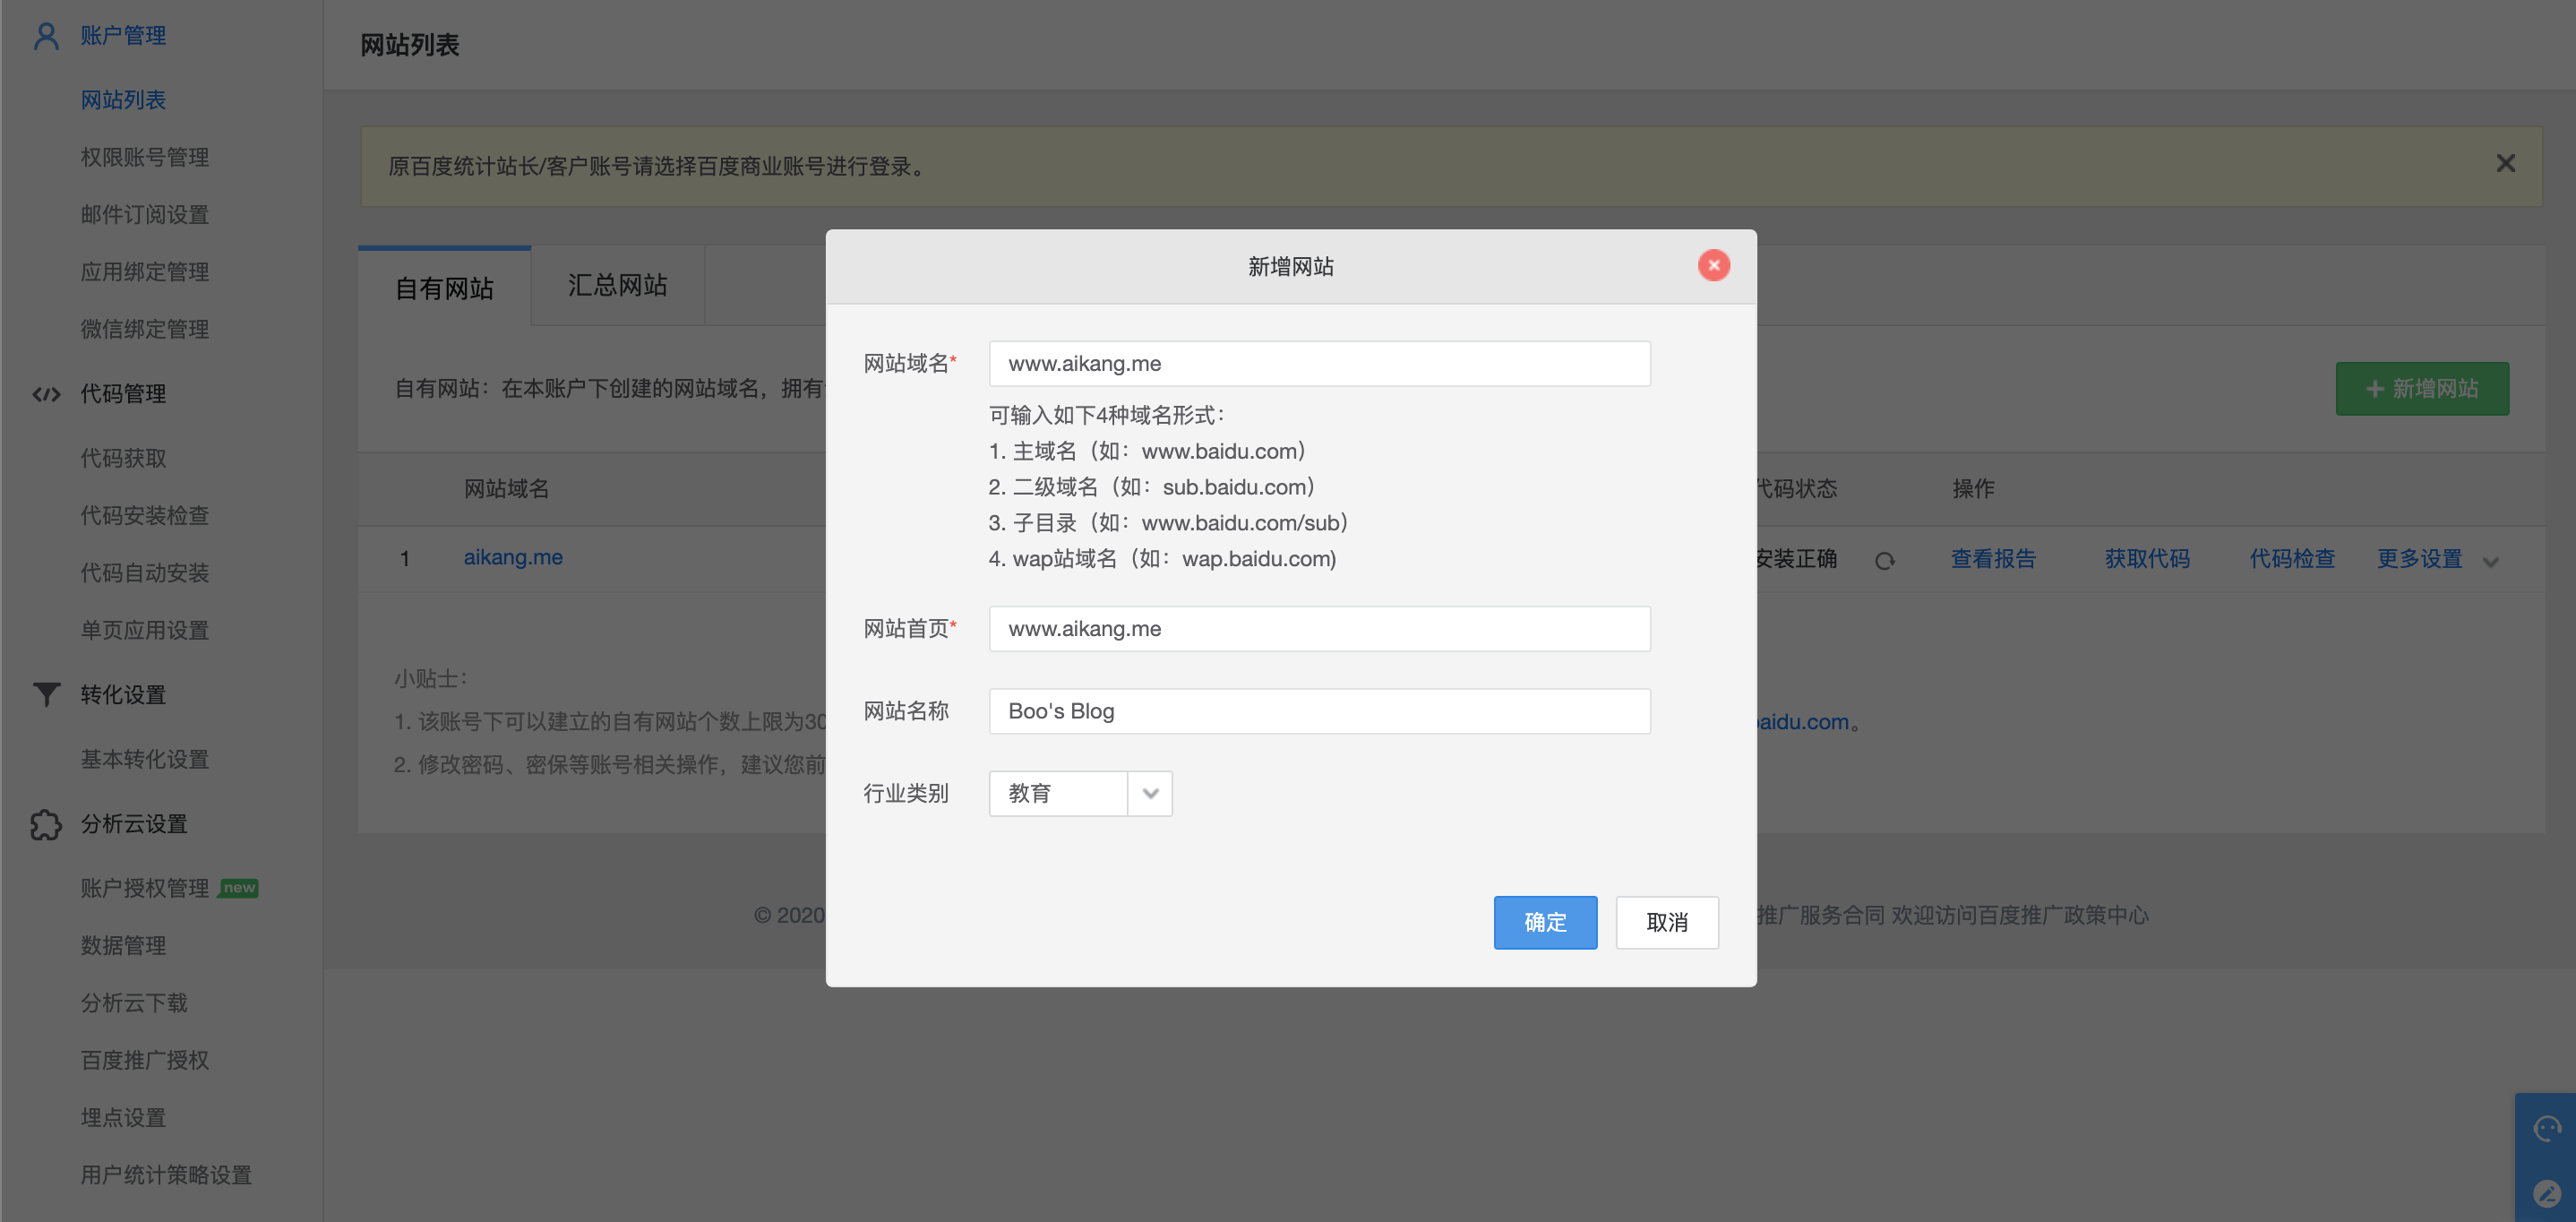 账户管理
网站列表
权限账号管理
邮件订阅设置
应用绑定管理
微信绑定管理
代码管理
代码获取
代码安装检查
代码自动安装
单页应用设置
转化设置
基本转化设置
分析云设置
账户授权管理 new
数据管理
分析云下载
百度推广授权
埋点设置
用户统计策略设置
网站列表
原百度统计站长/客户账号请选择百度商业账号进行登录。
自有网站
汇总网站
自有网站：在本账户下创建的网站域名，拥有
+ 新增网站
网站域名
代码状态
操作
1
aikang.me
安装正确
查看报告
获取代码
代码检查
更多设置
小贴士：
1. 该账号下可以建立的自有网站个数上限为30
baidu.com。
2. 修改密码、密保等账号相关操作，建议您前
© 2020
推广服务合同 欢迎访问百度推广政策中心
新增网站
网站域名*
www.aikang.me
可输入如下4种域名形式：
1. 主域名（如：www.baidu.com）
2. 二级域名（如：sub.baidu.com）
3. 子目录（如：www.baidu.com/sub）
4. wap站域名（如：wap.baidu.com)
网站首页*
www.aikang.me
网站名称
Boo's Blog
行业类别
教育
确定
取消